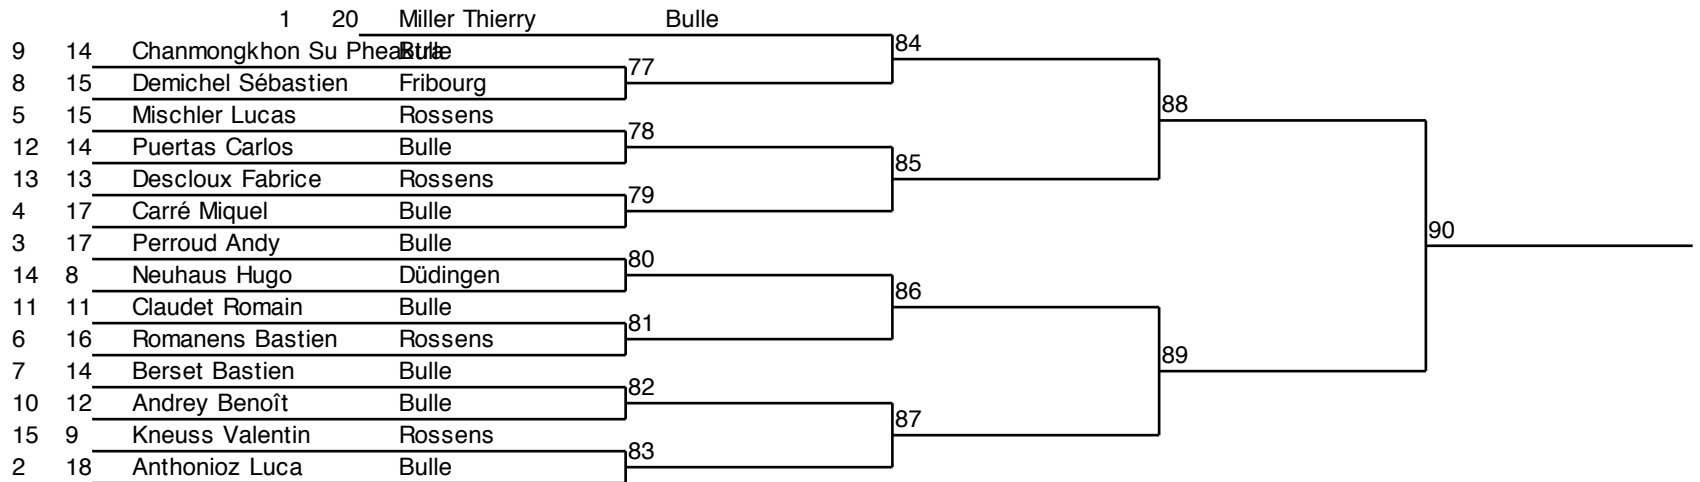 1 20 Miller Thierry Bulle
84
9 14 Chanmongkhon Su Pheaktra Bulle
77
8 15 Demichel Sébastien Fribourg
88
5 15 Mischler Lucas Rossens
78
12 14 Puertas Carlos Bulle
85
13 13 Descloux Fabrice Rossens
79
4 17 Carré Miquel Bulle
90
3 17 Perroud Andy Bulle
80
14 8 Neuhaus Hugo Düdingen
86
11 11 Claudet Romain Bulle
81
6 16 Romanens Bastien Rossens
89
7 14 Berset Bastien Bulle
82
10 12 Andrey Benoît Bulle
87
15 9 Kneuss Valentin Rossens
83
2 18 Anthonioz Luca Bulle